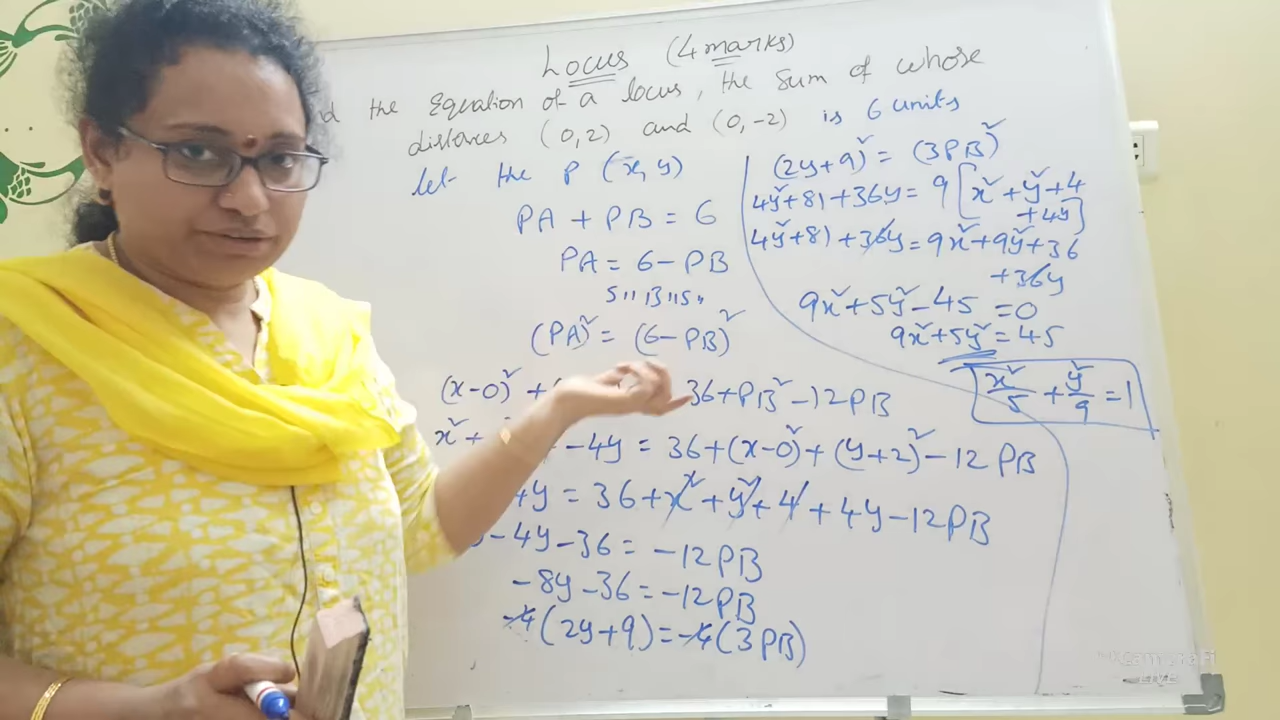 Locus (4 marks)
the Equation of a locus, the sum of whose
distances (0,2) and (0,-2) is 6 units
let the P (x, y)
PA + PB = 6
PA = 6 - PB
(PA)² = (6-PB)²
(x-0)² + 36+PB²-12PB
x² + -4y = 36+(x-0)²+(y+2)²-12PB
= 36+x²+y²+4+4y-12PB
-4y-36 = -12PB
-8y-36 = -12PB
-4(2y+9) = -4(3PB)
(2y+9)² = (3PB)²
4y²+81+36y = 9[x²+y²+4
+4y]
4y²+81+36y = 9x²+9y²+36
+36y
9x²+5y²-45=0
9x²+5y²=45
x²/5 + y²/9 = 1